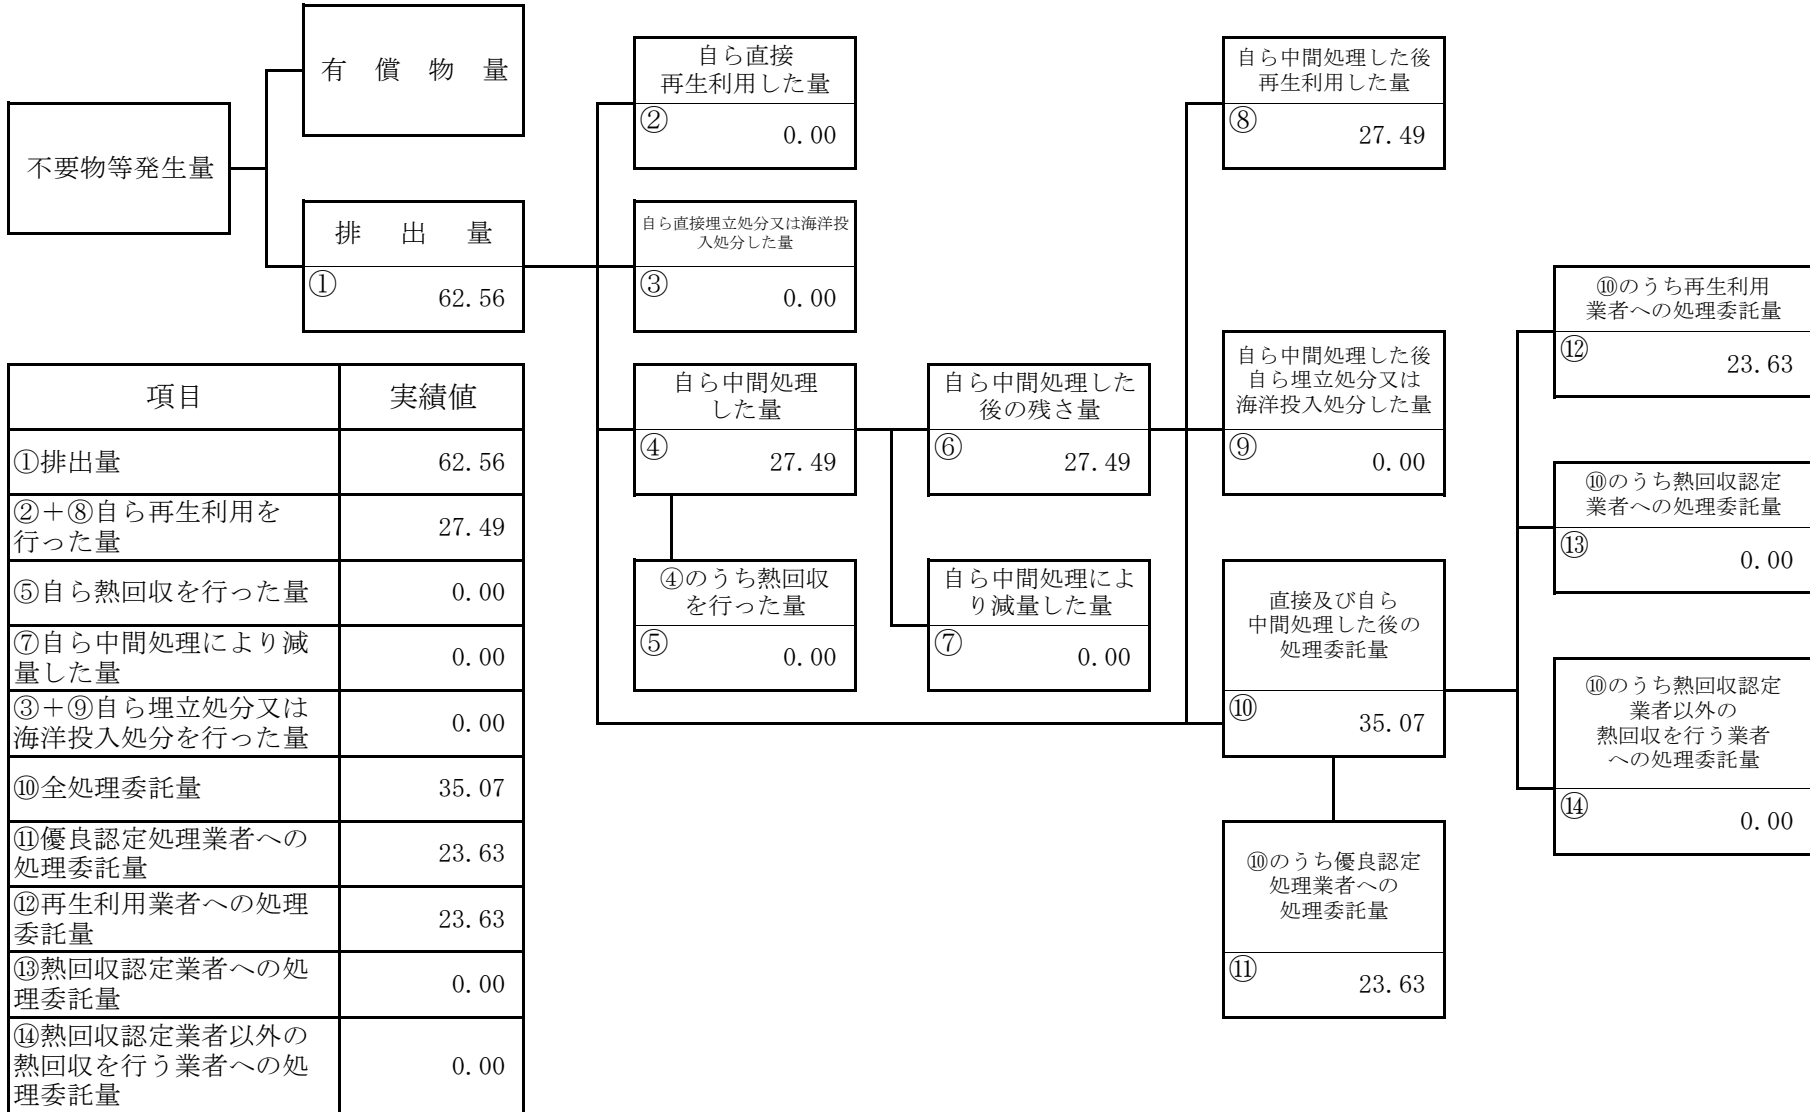 有償物量
不要物等発生量
排出量
①
62.56
自ら直接
再生利用した量
②
0.00
自ら直接埋立処分又は海洋投
入処分した量
③
0.00
自ら中間処理
した量
④
27.49
④のうち熱回収
を行った量
⑤
0.00
自ら中間処理した
後の残さ量
⑥
27.49
自ら中間処理によ
り減量した量
⑦
0.00
自ら中間処理した後
再生利用した量
⑧
27.49
自ら中間処理した後
自ら埋立処分又は
海洋投入処分した量
⑨
0.00
直接及び自ら
中間処理した後の
処理委託量
⑩
35.07
⑩のうち優良認定
処理業者への
処理委託量
⑪
23.63
⑩のうち再生利用
業者への処理委託量
⑫
23.63
⑩のうち熱回収認定
業者への処理委託量
⑬
0.00
⑩のうち熱回収認定
業者以外の
熱回収を行う業者
への処理委託量
⑭
0.00
項目 実績値
①排出量 62.56
②+⑧自ら再生利用を
行った量 27.49
⑤自ら熱回収を行った量 0.00
⑦自ら中間処理により減
量した量 0.00
③+⑨自ら埋立処分又は
海洋投入処分を行った量 0.00
⑩全処理委託量 35.07
⑪優良認定処理業者への
処理委託量 23.63
⑫再生利用業者への処理
委託量 23.63
⑬熱回収認定業者への処
理委託量 0.00
⑭熱回収認定業者以外の
熱回収を行う業者への処
理委託量 0.00